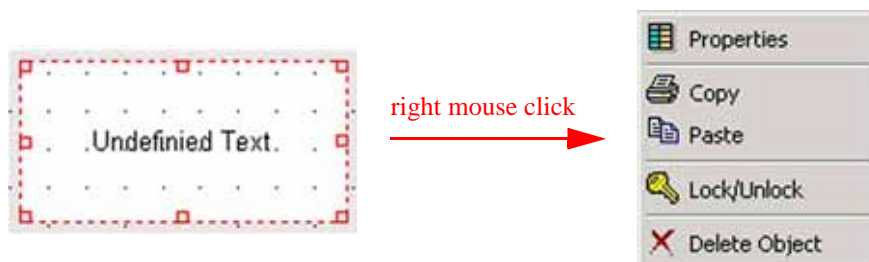 Undefinied Text
right mouse click
Properties
Copy
Paste
Lock/Unlock
Delete Object